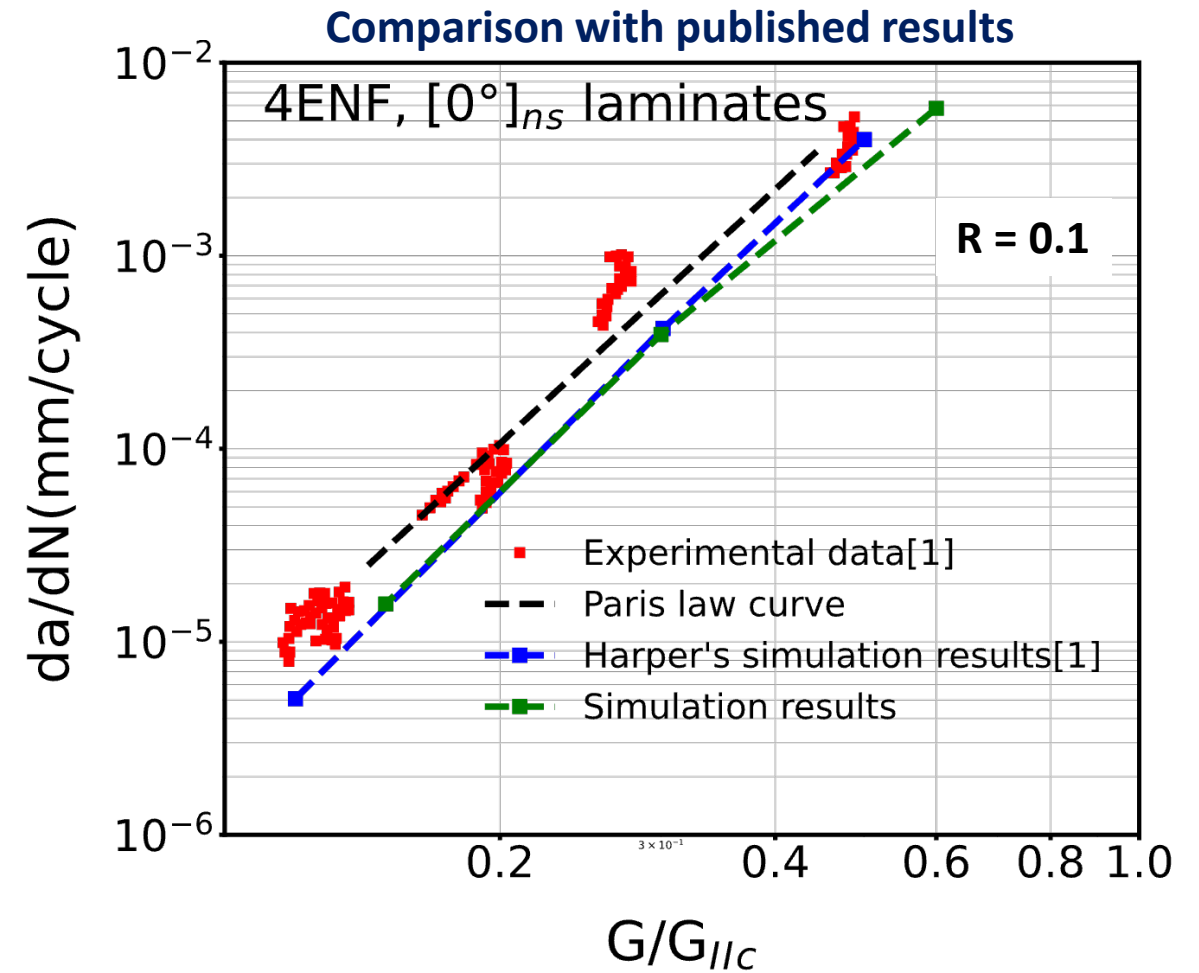 Comparison with published results
4ENF, [0°]ns laminates
R = 0.1
da/dN(mm/cycle)
10−2
10−3
10−4
10−5
10−6
Experimental data[1]
Paris law curve
Harper's simulation results[1]
Simulation results
0.2
3 × 10−1
0.4
0.6
0.8
1.0
G/GIIc